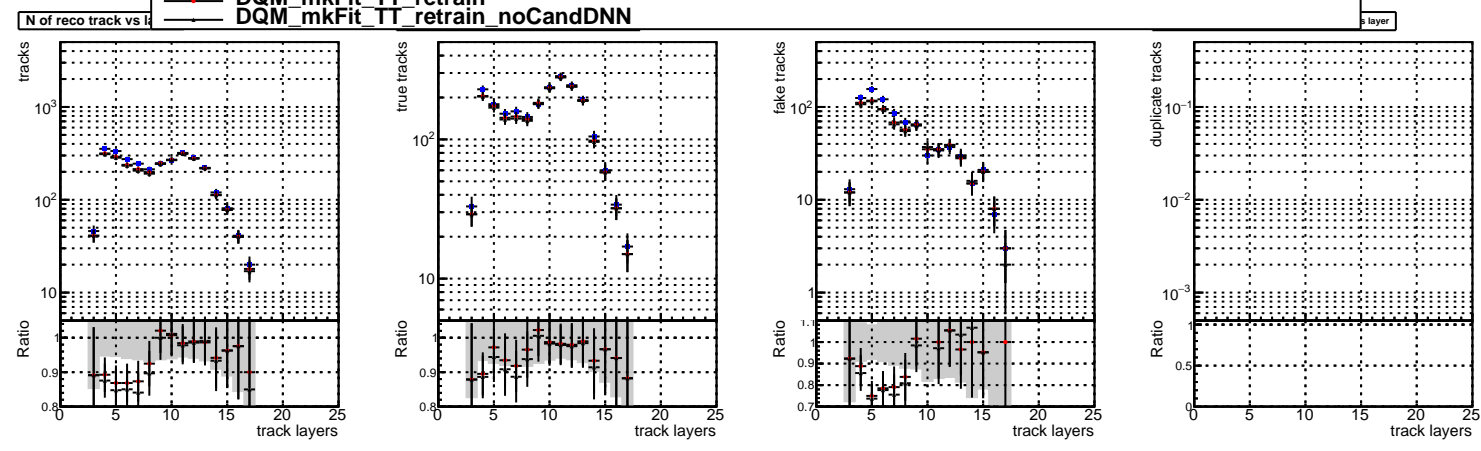 DQM_mkFit_TT_retrain
DQM_mkFit_TT_retrain_noCandDNN
N of reco track vs la
s layer
tracks
10³
10²
10
Ratio
1
0.9
0.8
0 5 10 15 20 25
track layers
true tracks
10²
10
Ratio
1
0.9
0.8
0 5 10 15 20 25
track layers
fake tracks
10²
10
1
Ratio
1.1
1
0.9
0.8
0.7
0 5 10 15 20 25
track layers
duplicate tracks
10⁻¹
10⁻²
10⁻³
Ratio
1
0.5
0
0 5 10 15 20 25
track layers